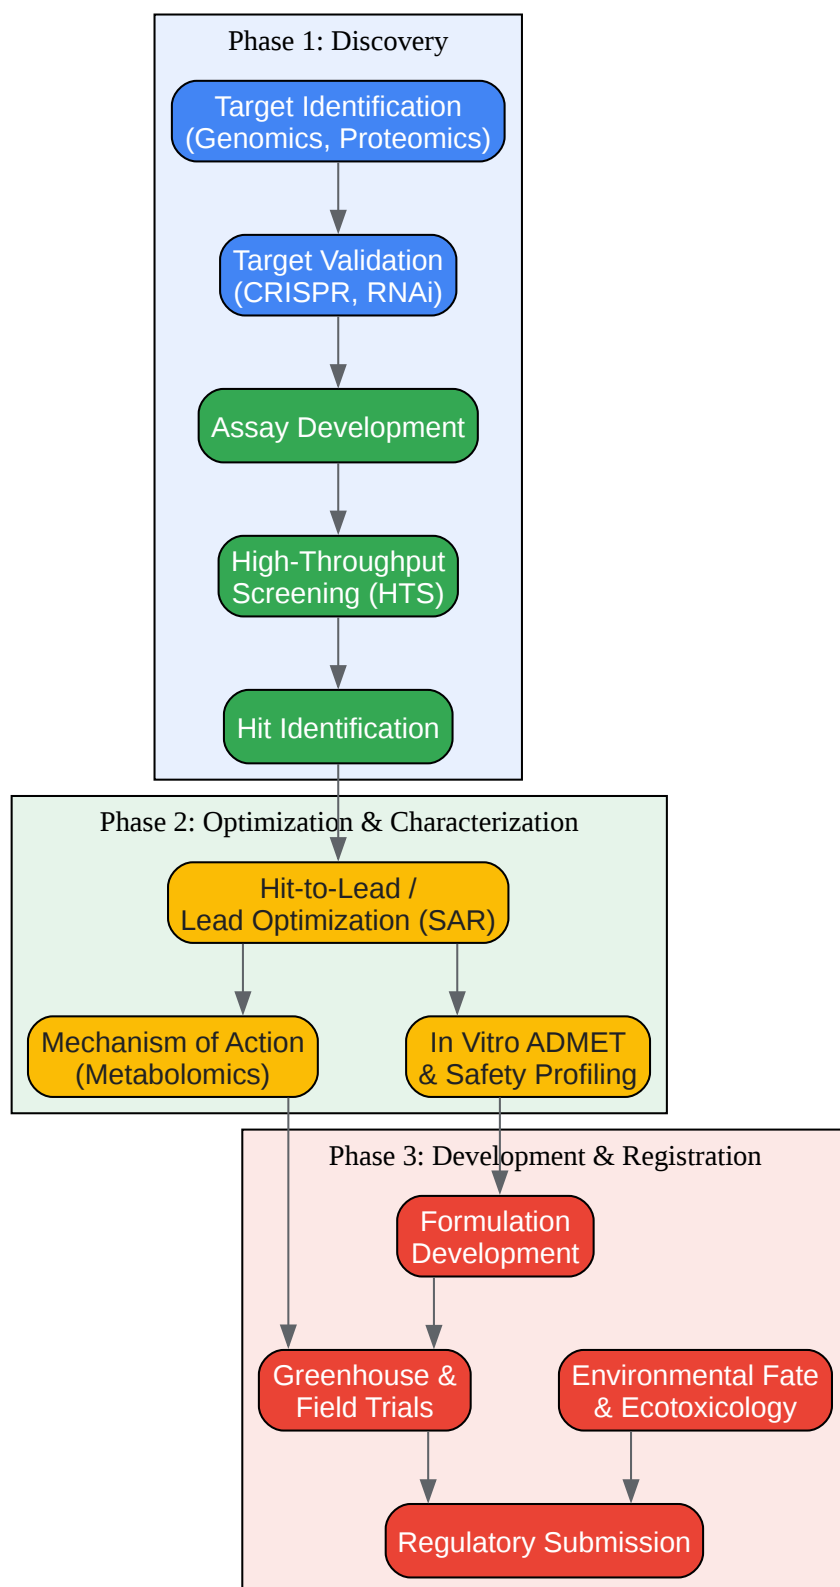 Phase 1: Discovery
Target Identification
(Genomics, Proteomics)
Target Validation
(CRISPR, RNAi)
Assay Development
High-Throughput
Screening (HTS)
Hit Identification
Phase 2: Optimization & Characterization
Hit-to-Lead /
Lead Optimization (SAR)
Mechanism of Action
(Metabolomics)
In Vitro ADMET
& Safety Profiling
Phase 3: Development & Registration
Formulation
Development
Greenhouse &
Field Trials
Environmental Fate
& Ecotoxicology
Regulatory Submission